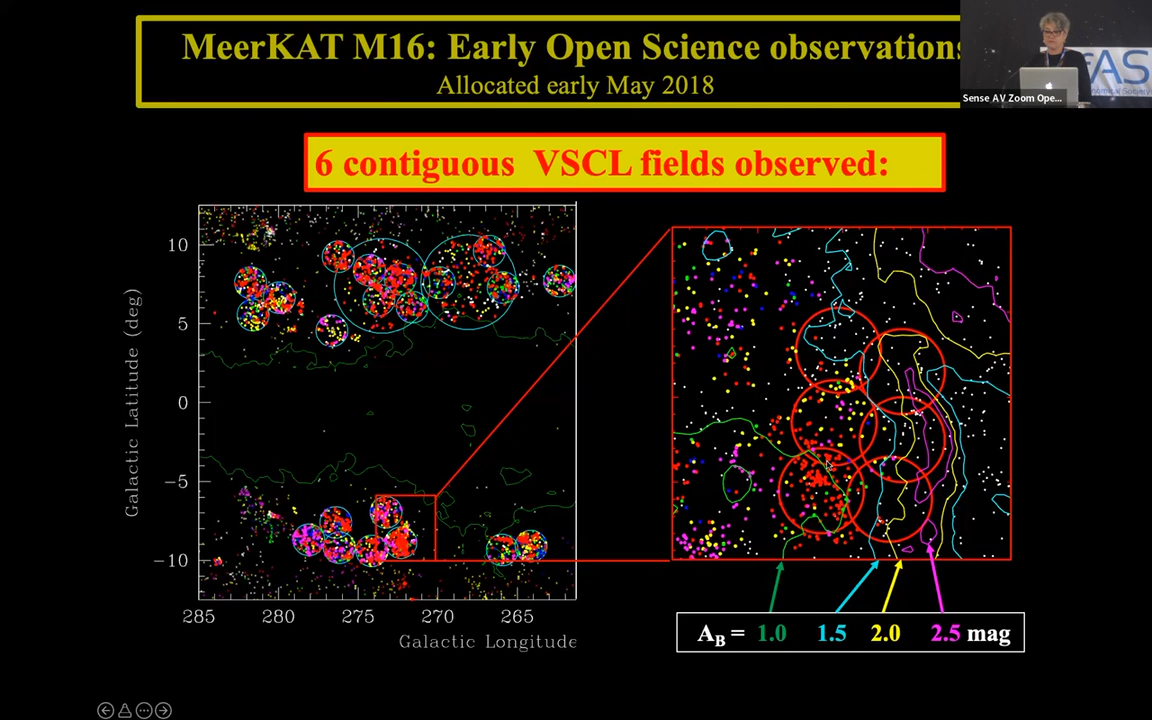 MeerKAT M16: Early Open Science observations
Allocated early May 2018
Sense AV Zoom Ope...
AS
6 contiguous VSCL fields observed:
10
5
0
−5
−10
Galactic Latitude (deg)
285 280 275 270 265
Galactic Longitude
A_B = 1.0 1.5 2.0 2.5 mag